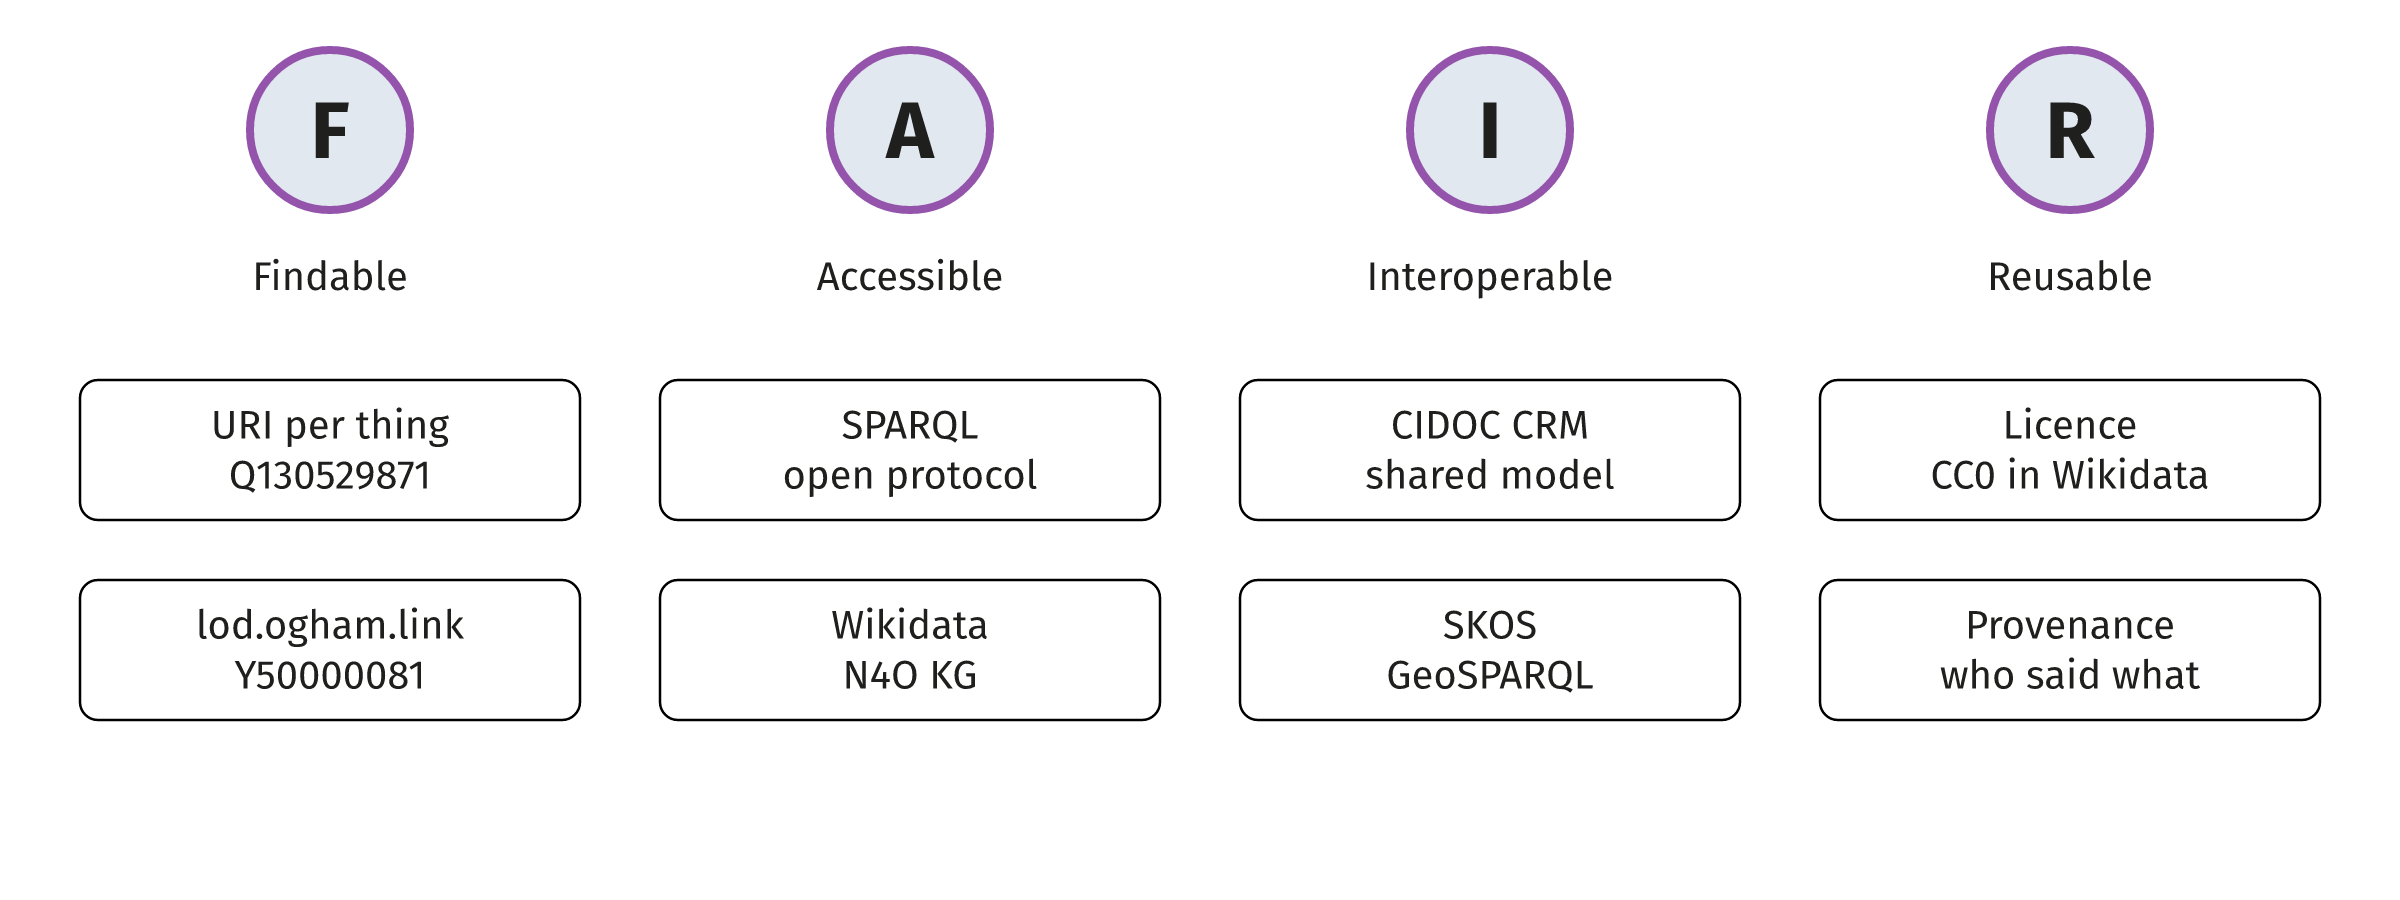 F
Findable
URI per thing
Q130529871
lod.ogham.link
Y50000081
A
Accessible
SPARQL
open protocol
Wikidata
N4O KG
I
Interoperable
CIDOC CRM
shared model
SKOS
GeoSPARQL
R
Reusable
Licence
CC0 in Wikidata
Provenance
who said what